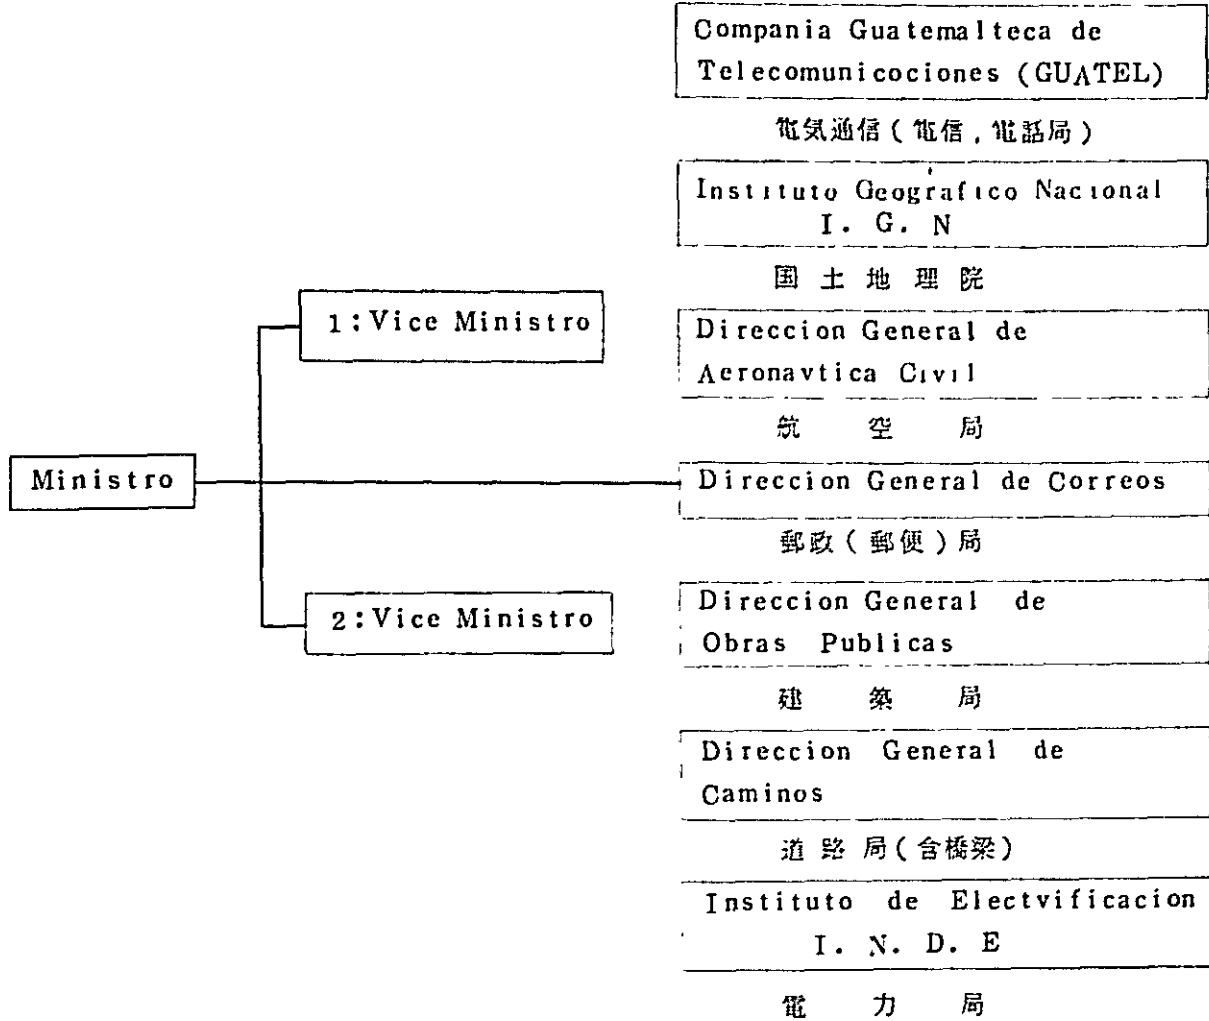 Compania Guatemalteca de
Telecomunicociones (GUATEL)
電気通信(電信,電話局)
Instituto Geografico Nacional
I. G. N
国土地理院
1:Vice Ministro
Direccion General de
Aeronavtica Civil
航空局
Ministro
Direccion General de Correos
郵政(郵便)局
2:Vice Ministro
Direccion General de
Obras Publicas
建築局
Direccion General de
Caminos
道路局(含橋梁)
Instituto de Electvificacion
I. N. D. E
電力局